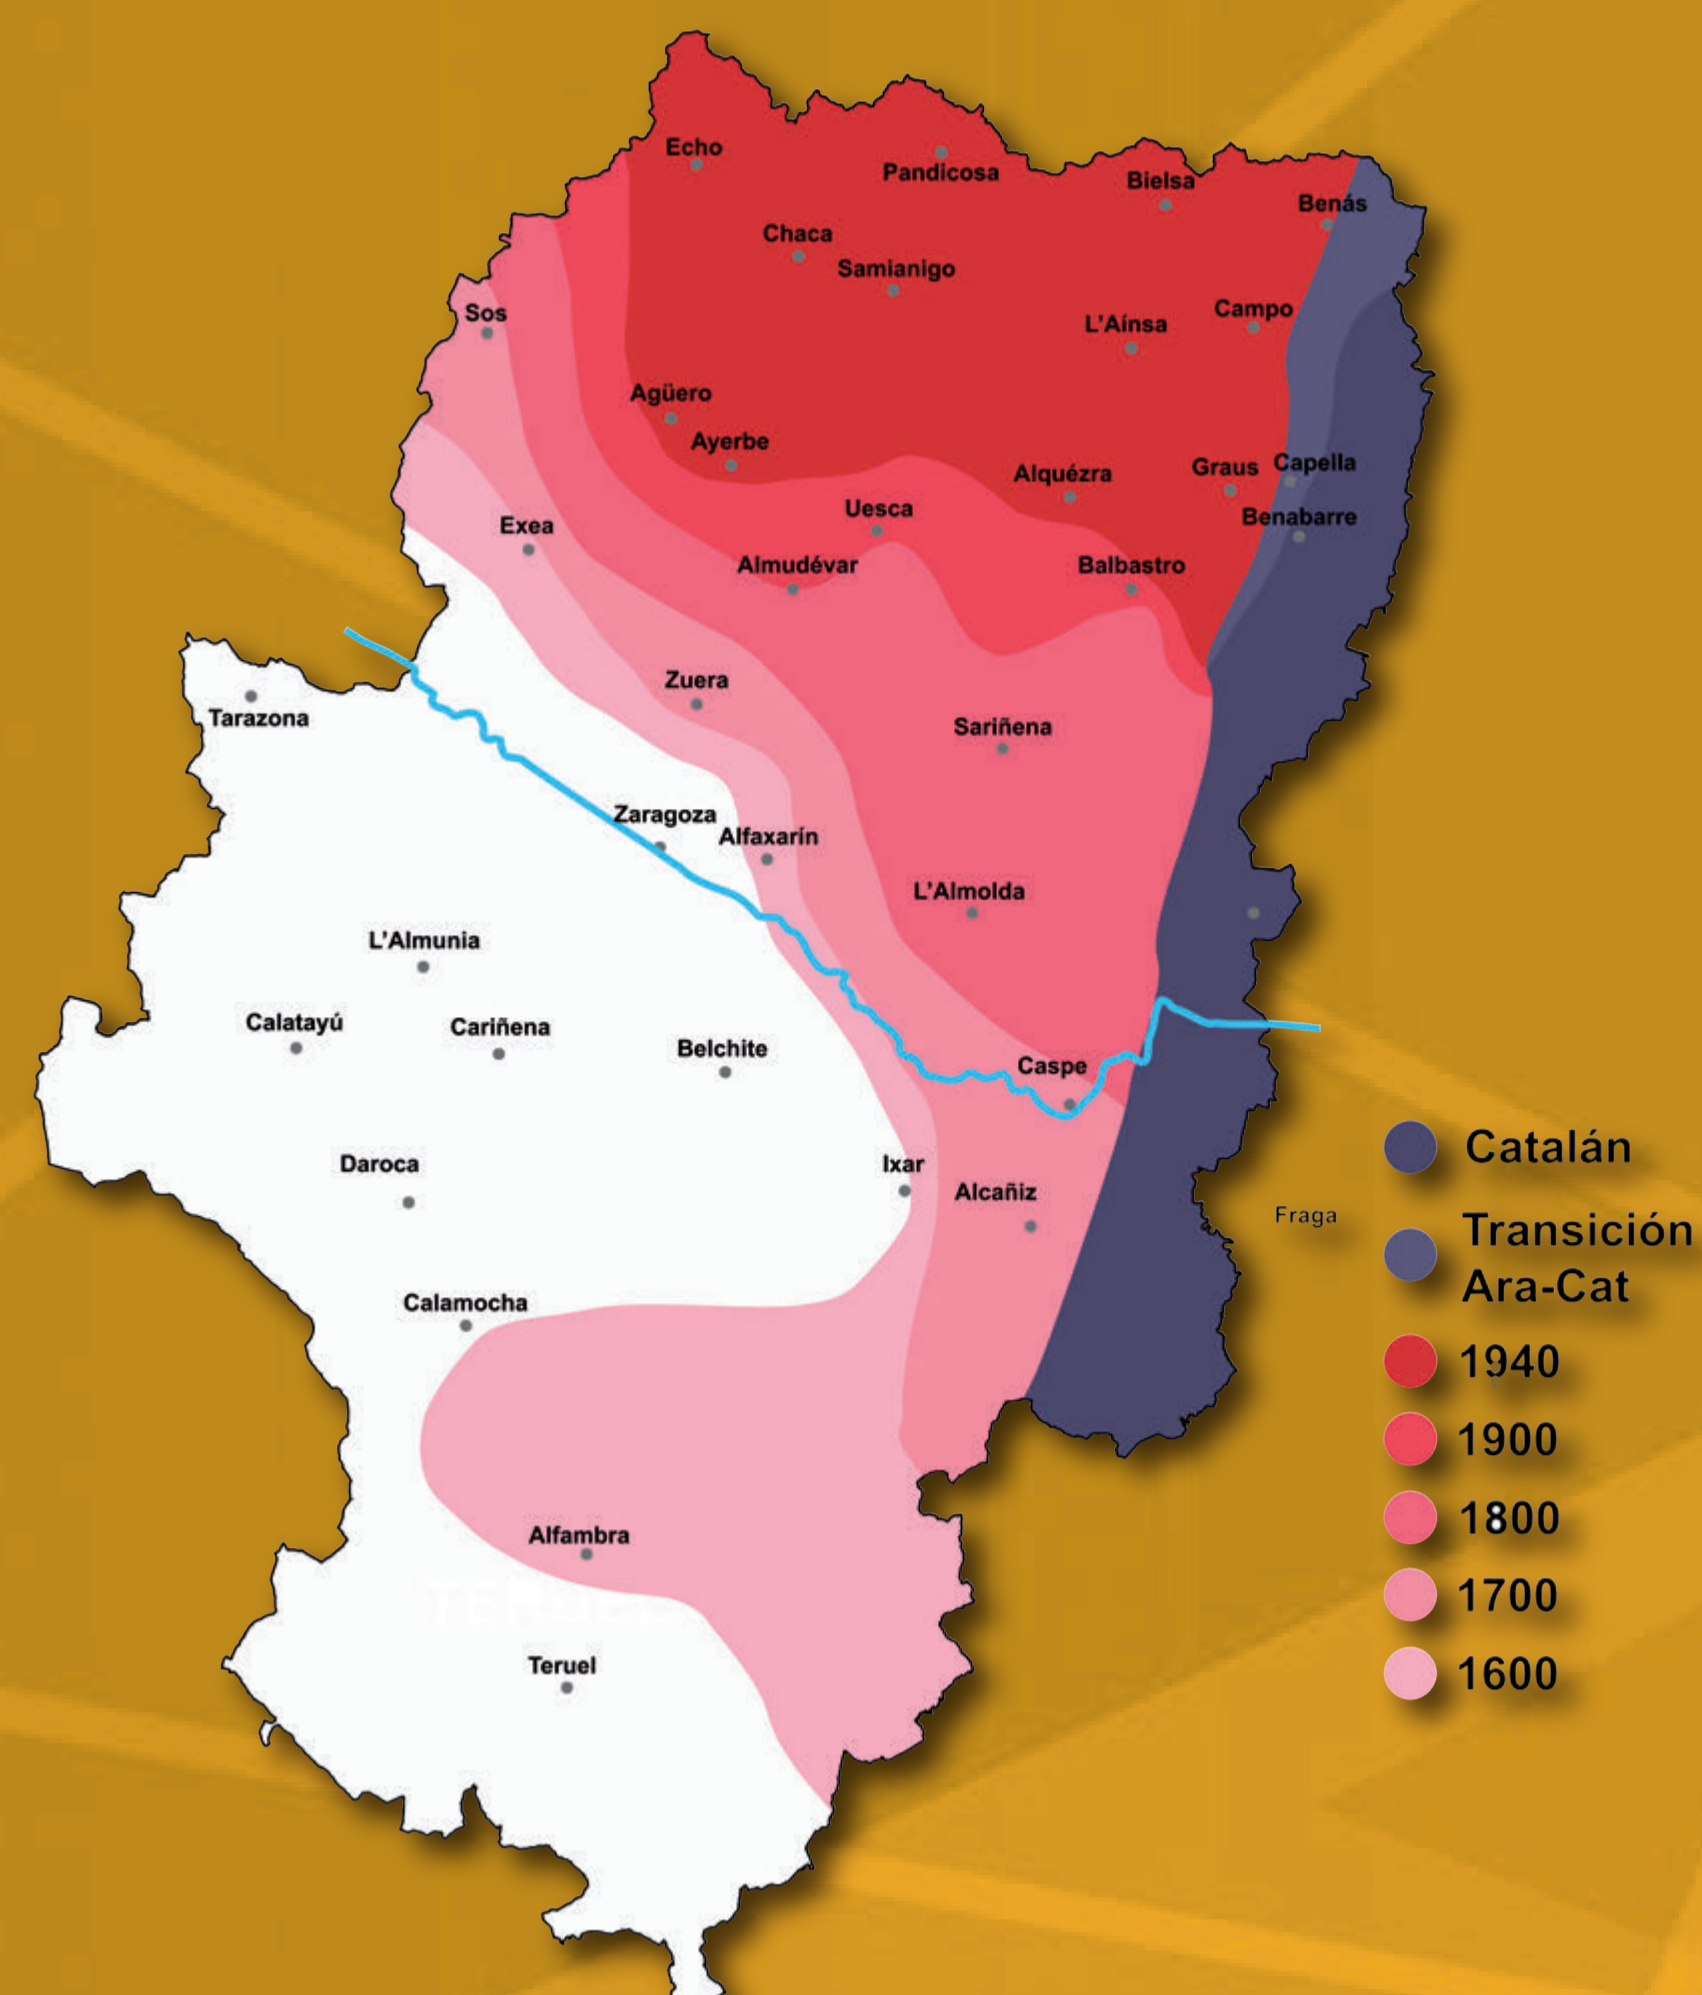 Echo
Pandicosa
Bielsa
Benás
Chaca
Samianigo
Sos
L'Aínsa
Campo
Agüero
Ayerbe
Alquézra
Graus
Capella
Uesca
Benabarre
Exea
Almudévar
Balbastro
Zuera
Tarazona
Sariñena
Zaragoza
Alfaxarín
L'Almolda
L'Almunia
Calatayú
Cariñena
Belchite
Caspe
Daroca
Ixar
Alcañiz
Calamocha
Alfambra
Teruel
Catalán
Fraga
Transición
Ara-Cat
1940
1900
1800
1700
1600